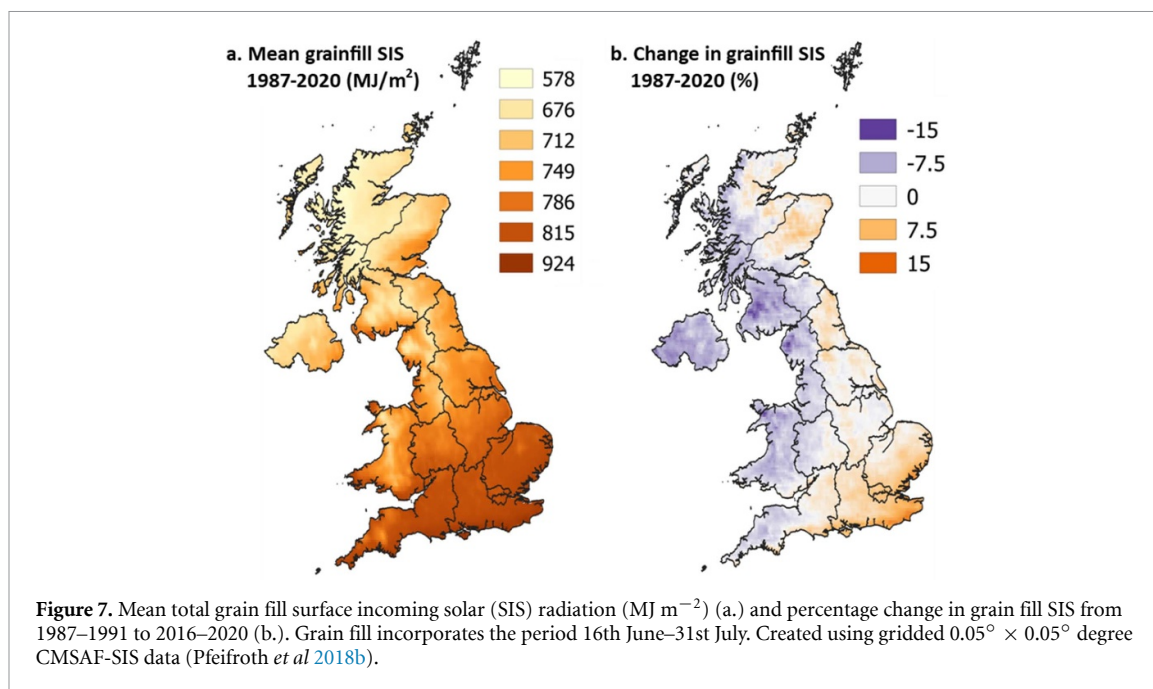 a. Mean grainfill SIS
1987-2020 (MJ/m²)
578
676
712
749
786
815
924
b. Change in grainfill SIS
1987-2020 (%)
-15
-7.5
0
7.5
15
Figure 7. Mean total grain fill surface incoming solar (SIS) radiation (MJ m⁻²) (a.) and percentage change in grain fill SIS from
1987–1991 to 2016–2020 (b.). Grain fill incorporates the period 16th June–31st July. Created using gridded 0.05° × 0.05° degree
CMSAF-SIS data (Pfeifroth et al 2018b).